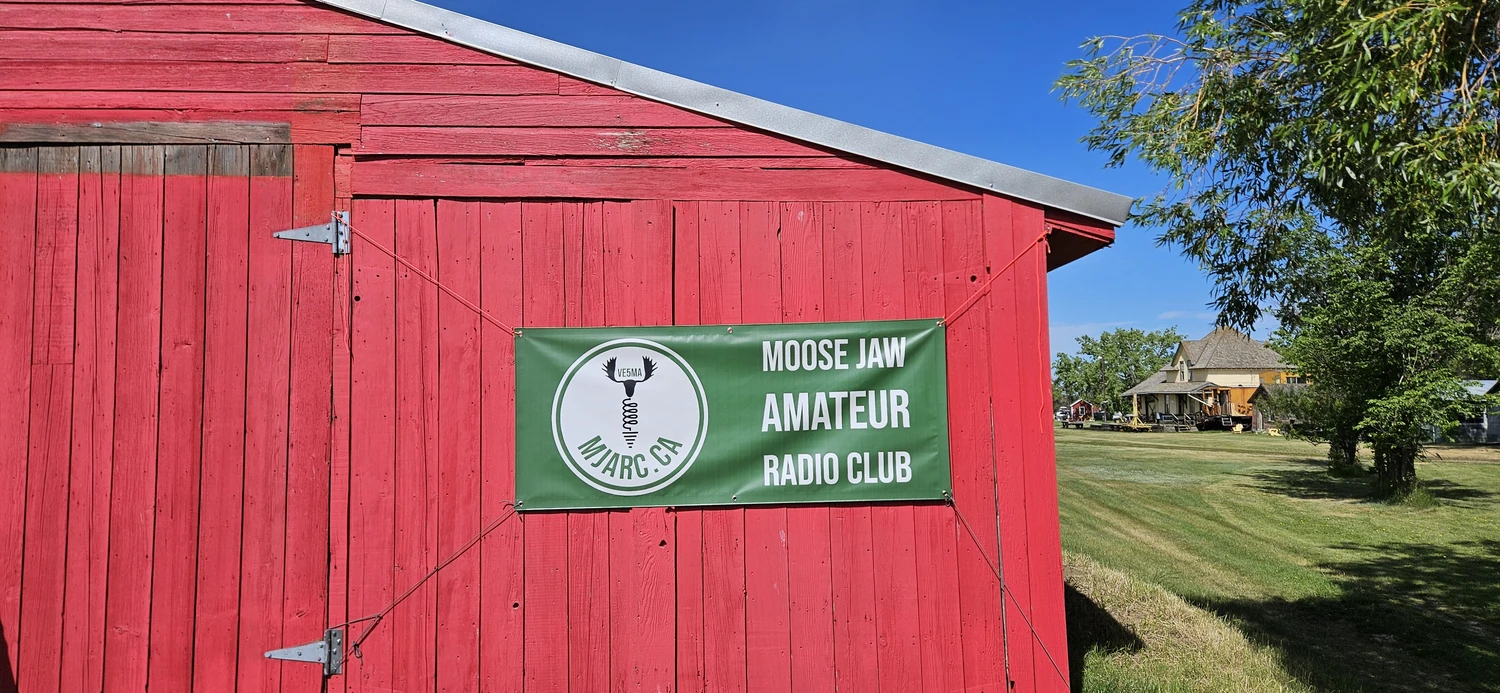 VE5MA
MJARC.CA
MOOSE JAW
AMATEUR
RADIO CLUB